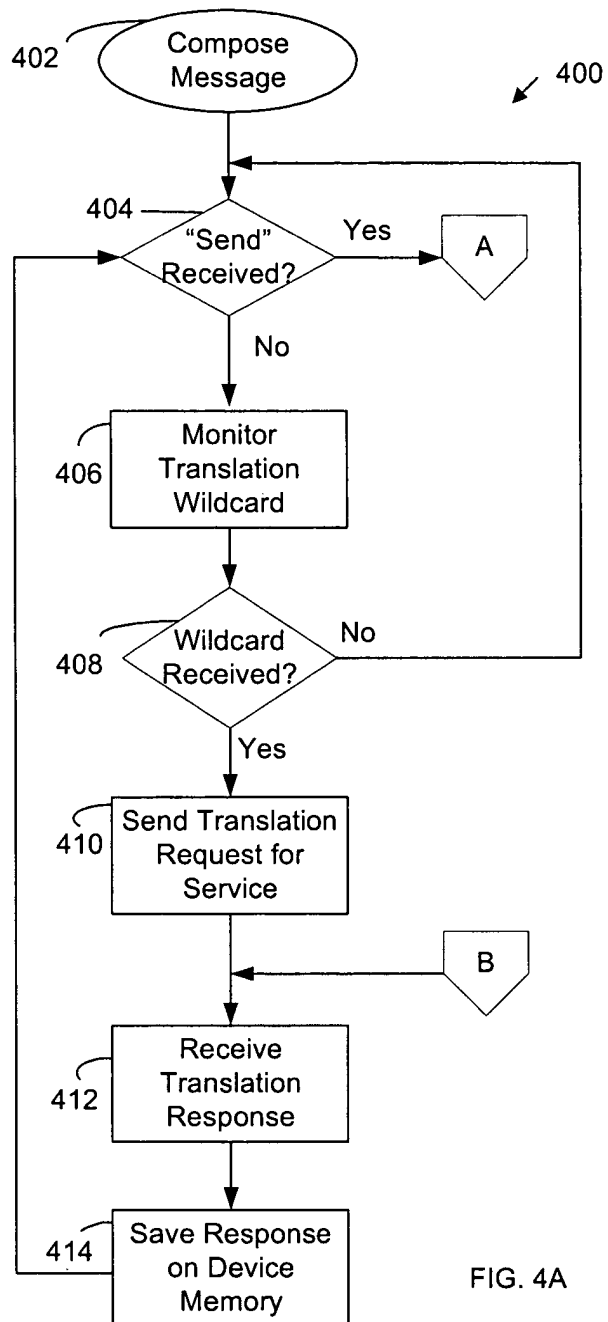 402
Compose
Message
400
404
“Send”
Received?
Yes
A
No
406
Monitor
Translation
Wildcard
408
Wildcard
Received?
No
Yes
410
Send Translation
Request for
Service
B
412
Receive
Translation
Response
414
Save Response
on Device
Memory
FIG. 4A